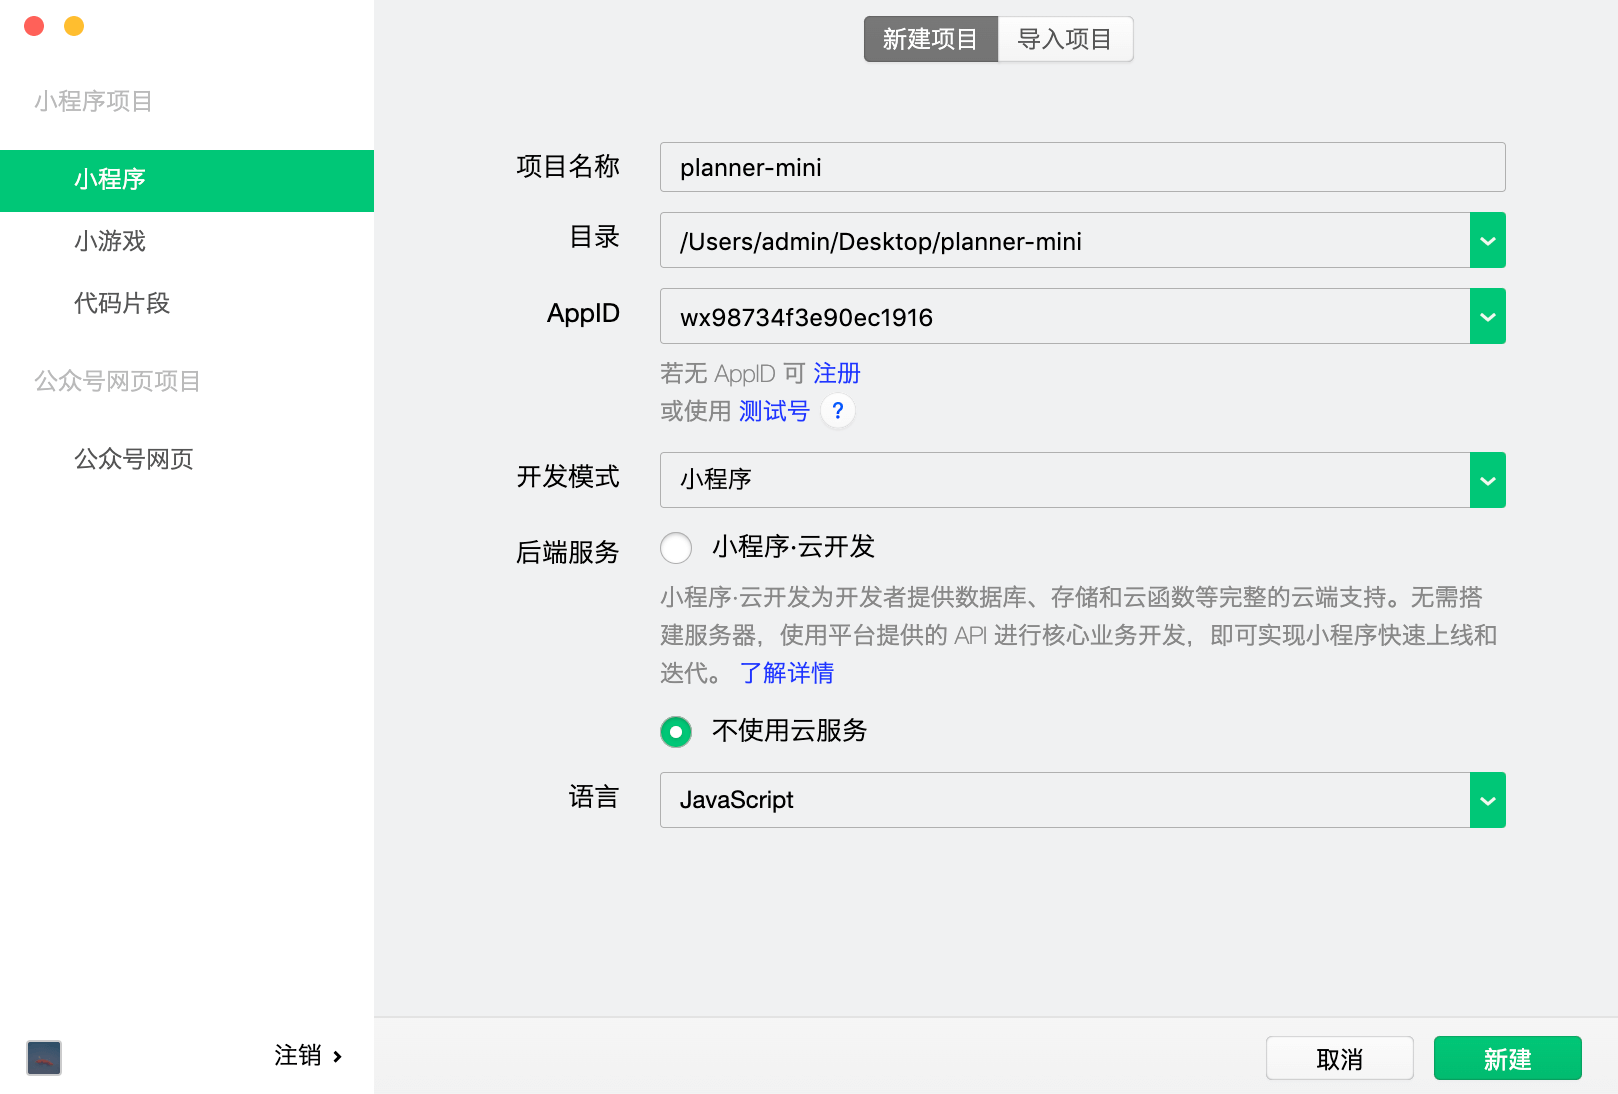 新建项目 导入项目
小程序项目
小程序
小游戏
代码片段
公众号网页项目
公众号网页
注销
项目名称 planner-mini
目录 /Users/admin/Desktop/planner-mini
AppID wx98734f3e90ec1916
若无 AppID 可 注册
或使用 测试号 ?
开发模式 小程序
后端服务 小程序·云开发
小程序·云开发为开发者提供数据库、存储和云函数等完整的云端支持。无需搭
建服务器，使用平台提供的 API 进行核心业务开发，即可实现小程序快速上线和
迭代。 了解详情
不使用云服务
语言 JavaScript
取消 新建